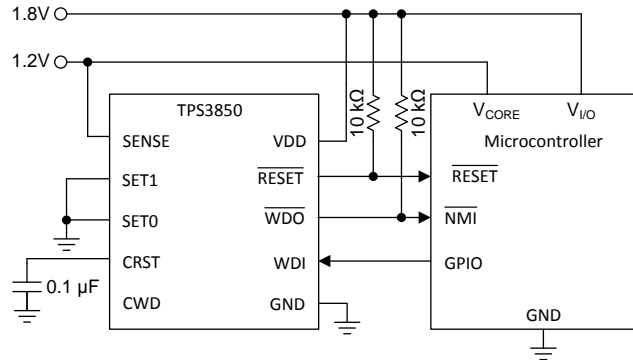 1.8V
1.2V
TPS3850
SENSE
VDD
SET1
RESET
SET0
WDO
CRST
WDI
CWD
GND
0.1 µF
10 kΩ
10 kΩ
VCORE
VI/O
Microcontroller
RESET
NMI
GPIO
GND